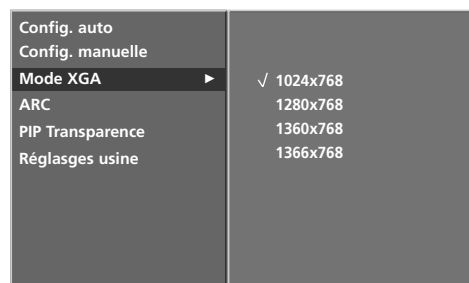 Config. auto
Config. manuelle
Mode XGA ►
ARC
PIP Transparence
Réglasges usine
√ 1024x768
1280x768
1360x768
1366x768